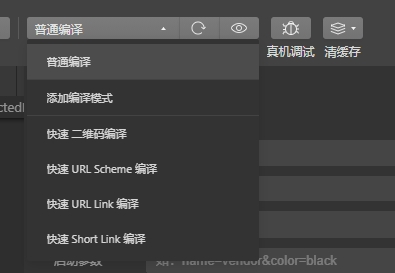 普通编译
真机调试 清缓存
普通编译
添加编译模式
ctedI
快速 二维码编译
快速 URL Scheme 编译
快速 URL Link 编译
快速 Short Link 编译
启动参数 如：name=vendor&color=black